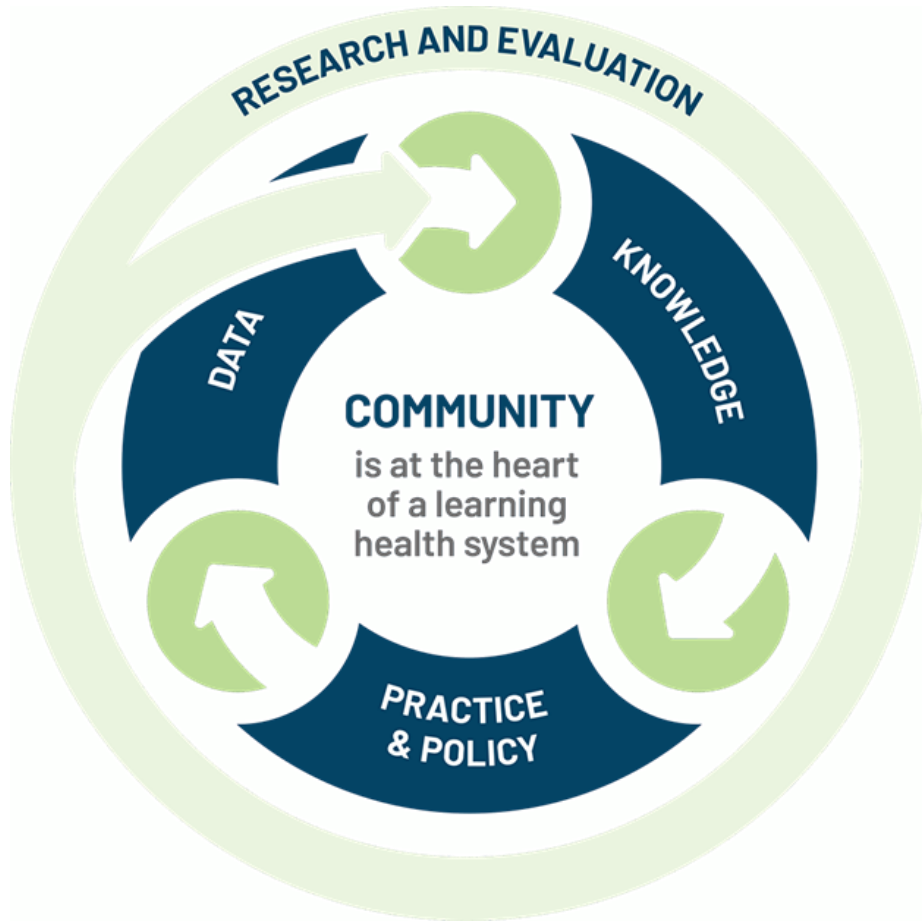 RESEARCH AND EVALUATION
DATA
KNOWLEDGE
COMMUNITY
is at the heart
of a learning
health system
PRACTICE
& POLICY